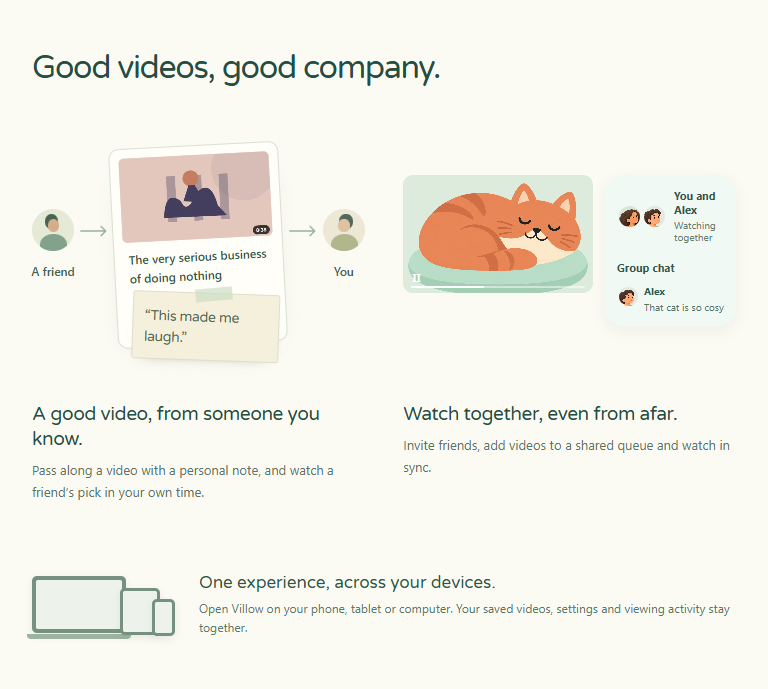 Good videos, good company.
A friend
0:36
The very serious business
of doing nothing
“This made me
laugh.”
You
You and
Alex
Watching
together
Group chat
Alex
That cat is so cosy
A good video, from someone you
know.
Pass along a video with a personal note, and watch a
friend’s pick in your own time.
Watch together, even from afar.
Invite friends, add videos to a shared queue and watch in
sync.
One experience, across your devices.
Open Villow on your phone, tablet or computer. Your saved videos, settings and viewing activity stay
together.